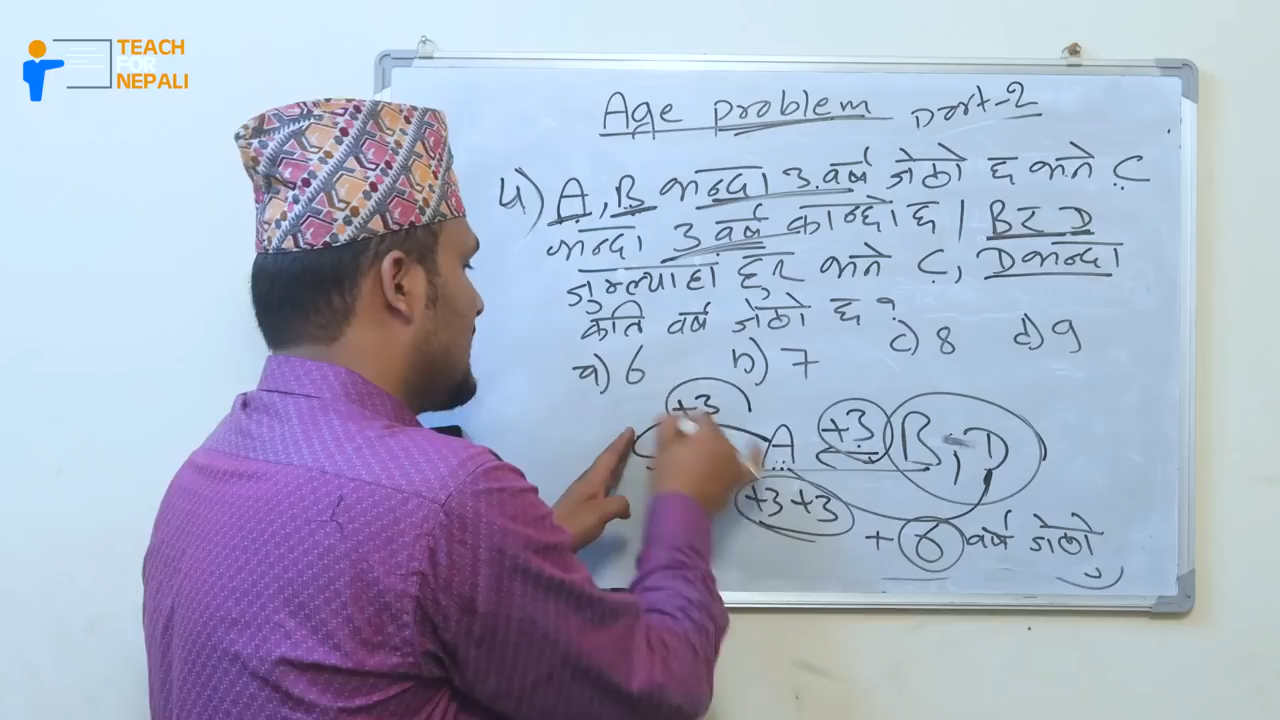 TEACH
FOR
NEPALI
Age problem part-2
५) A, B भन्दा 3 वर्ष जेठो छ भने C
भन्दा 3 वर्ष कान्छो छ | B र D
जुम्ल्याहा हुन् भने C, D भन्दा
कति वर्ष जेठो छ ?
a) 6 b) 7 c) 8 d) 9
+3 A +3 B, D
+3 +3
+ 6 वर्ष जेठो